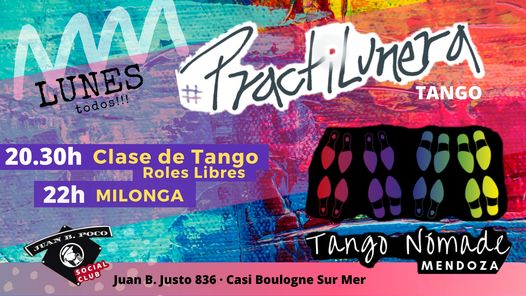 LUNES
todos!!!
#PractiLunera
TANGO
20.30h Clase de Tango
Roles Libres
22h MILONGA
Tango Nómade
MENDOZA
JUAN B. POCO
SOCIAL
CLUB
Juan B. Justo 836 · Casi Boulogne Sur Mer